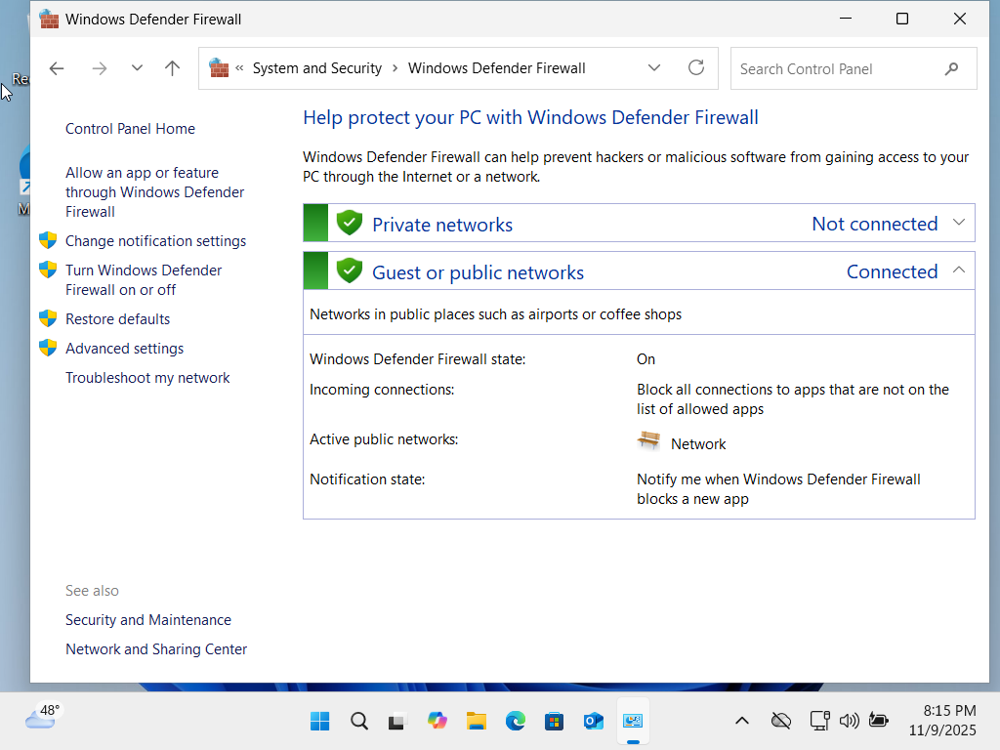 Windows Defender Firewall
System and Security
Windows Defender Firewall
Search Control Panel
Control Panel Home
Allow an app or feature
through Windows Defender
Firewall
Change notification settings
Turn Windows Defender
Firewall on or off
Restore defaults
Advanced settings
Troubleshoot my network
See also
Security and Maintenance
Network and Sharing Center
Help protect your PC with Windows Defender Firewall
Windows Defender Firewall can help prevent hackers or malicious software from gaining access to your
PC through the Internet or a network.
Private networks
Not connected
Guest or public networks
Connected
Networks in public places such as airports or coffee shops
Windows Defender Firewall state:
On
Incoming connections:
Block all connections to apps that are not on the
list of allowed apps
Active public networks:
Network
Notification state:
Notify me when Windows Defender Firewall
blocks a new app
48°
8:15 PM
11/9/2025